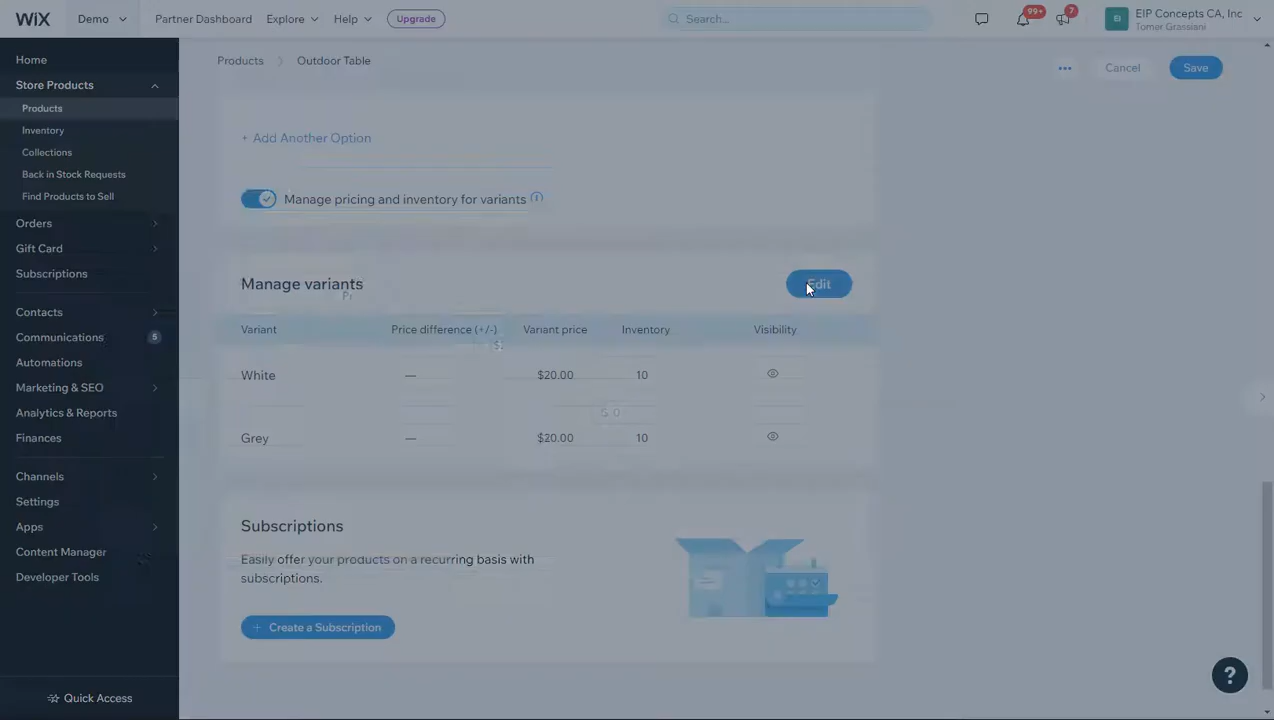 WiX
Demo
Partner Dashboard
Explore
Help
Upgrade
Search...
99+
7
EI
EIP Concepts CA, Inc
Tomer Grassiani
Home
Store Products
Products
Inventory
Collections
Back in Stock Requests
Find Products to Sell
Orders
Gift Card
Subscriptions
Contacts
Communications
5
Automations
Marketing & SEO
Analytics & Reports
Finances
Channels
Settings
Apps
Content Manager
Developer Tools
Quick Access
Products
Outdoor Table
Cancel
Save
+ Add Another Option
Manage pricing and inventory for variants
Manage variants
Edit
Pr
Variant
Price difference (+/-)
Variant price
Inventory
Visibility
$
White
—
$20.00
10
$ 0
Grey
—
$20.00
10
Subscriptions
Easily offer your products on a recurring basis with
subscriptions.
+ Create a Subscription
?